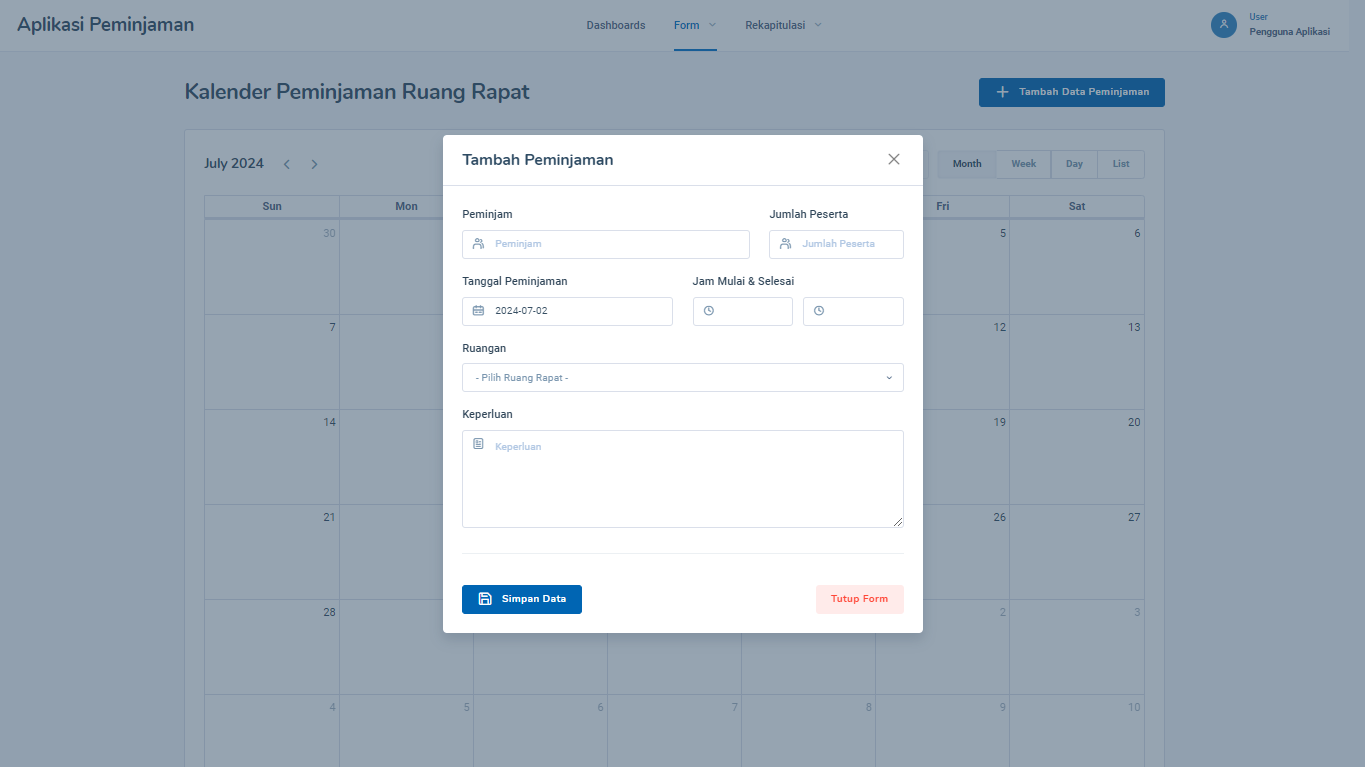 Aplikasi Peminjaman
Dashboards
Form
Rekapitulasi
User
Pengguna Aplikasi
Kalender Peminjaman Ruang Rapat
Tambah Data Peminjaman
July 2024
Month Week Day List
Sun Mon Fri Sat
30 5 6
7 12 13
14 19 20
21 26 27
28 2 3
4 5 6 7 8 9 10
Tambah Peminjaman
Peminjam Jumlah Peserta
Peminjam Jumlah Peserta
Tanggal Peminjaman Jam Mulai & Selesai
2024-07-02
Ruangan
- Pilih Ruang Rapat -
Keperluan
Keperluan
Simpan Data Tutup Form